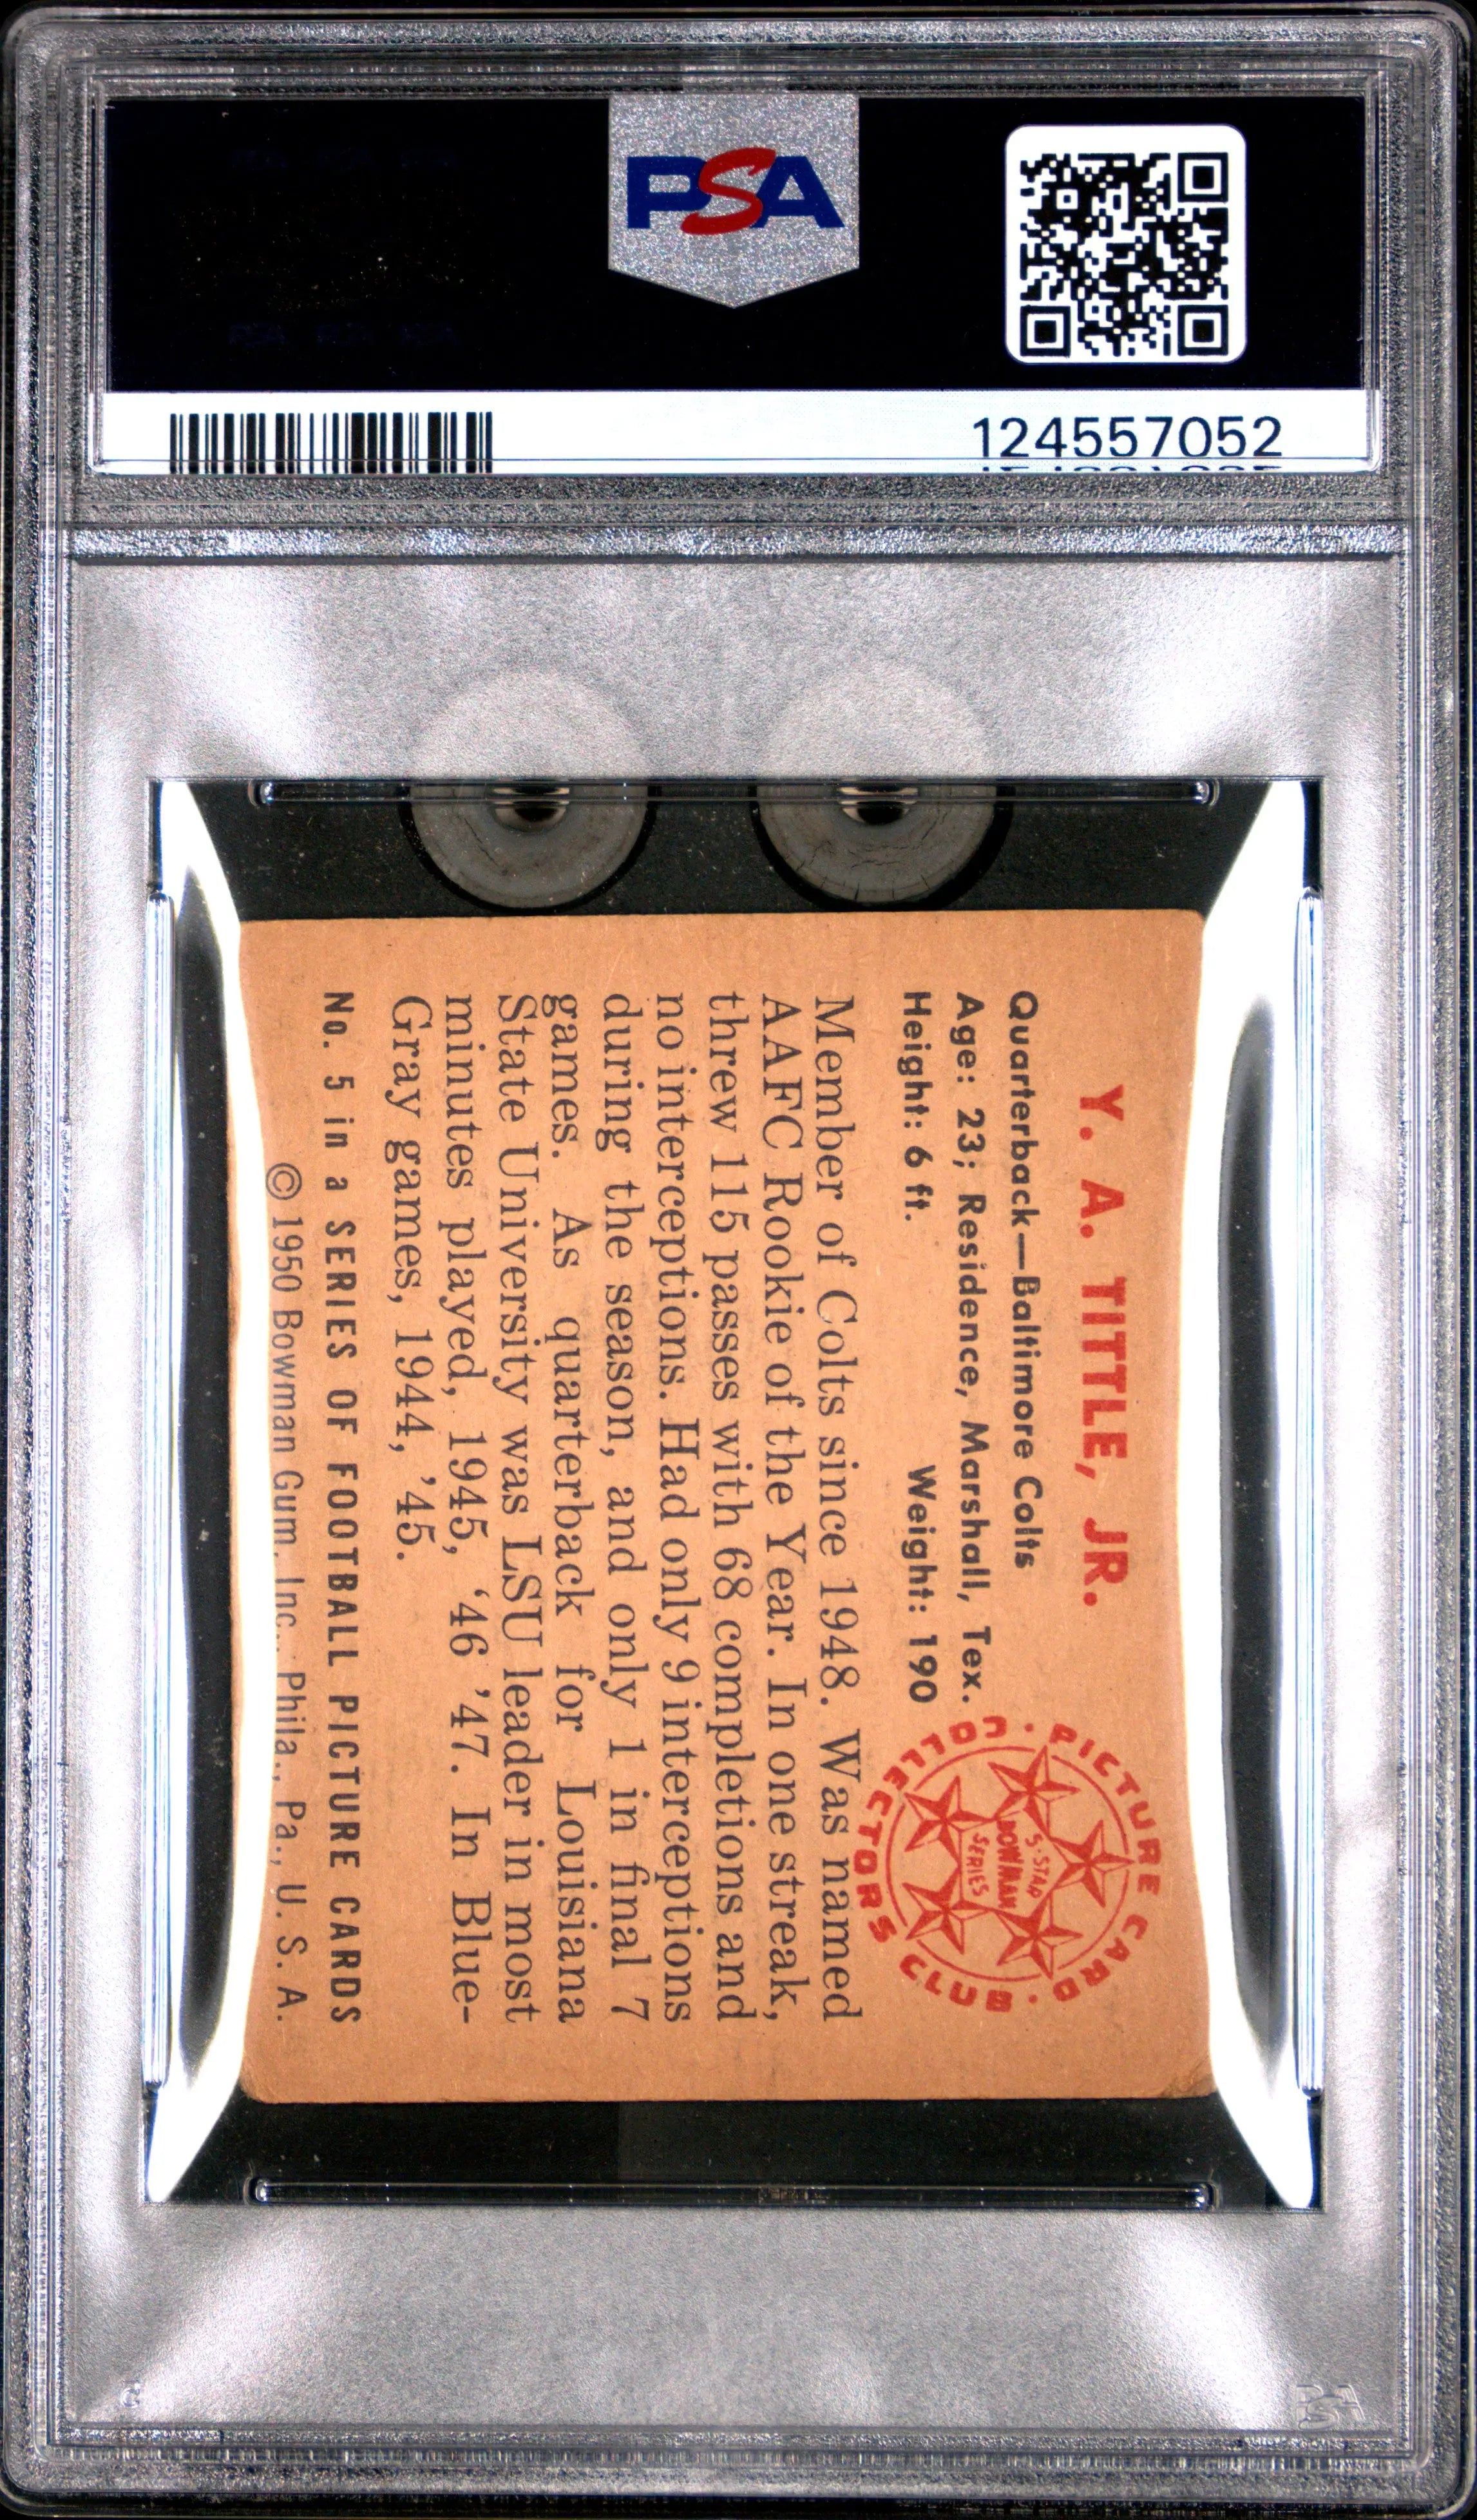 PSA
124557052
Y. A. TITTLE, JR.
Quarterback—Baltimore Colts
Age: 23; Residence, Marshall, Tex.
Height: 6 ft. Weight: 190
PICTURE CARD · COLLECTORS CLUB ·
5-STAR
BOWMAN
SERIES
Member of Colts since 1948. Was named
AAFC Rookie of the Year. In one streak,
threw 115 passes with 68 completions and
no interceptions. Had only 9 interceptions
during the season, and only 1 in final 7
games. As quarterback for Louisiana
State University was LSU leader in most
minutes played, 1945, ‘46 ’47. In Blue-
Gray games, 1944, ’45.
No. 5 in a SERIES OF FOOTBALL PICTURE CARDS
© 1950 Bowman Gum, Inc., Phila., Pa., U. S. A.
PSA